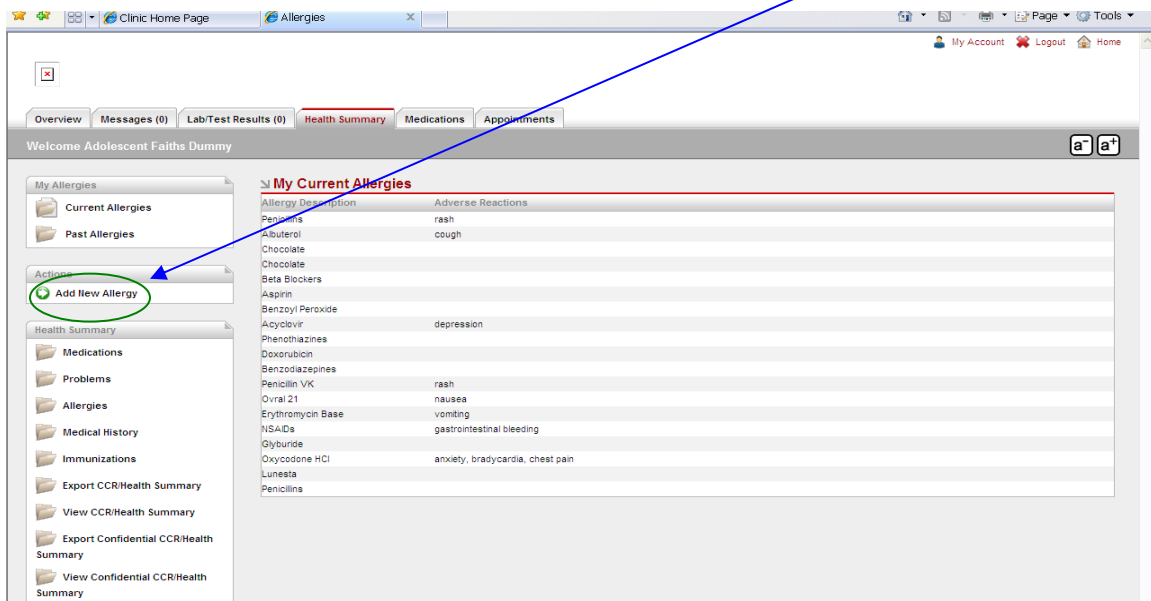 Clinic Home Page
Allergies
x
Page
Tools
My Account
Logout
Home
Overview
Messages (0)
Lab/Test Results (0)
Health Summary
Medications
Appointments
Welcome Adolescent Faiths Dummy
a-
a+
My Allergies
Current Allergies
Past Allergies
Actions
Add New Allergy
Health Summary
Medications
Problems
Allergies
Medical History
Immunizations
Export CCR/Health Summary
View CCR/Health Summary
Export Confidential CCR/Health
Summary
View Confidential CCR/Health
Summary
My Current Allergies
Allergy Description Adverse Reactions
Penicillins rash
Albuterol cough
Chocolate
Chocolate
Beta Blockers
Aspirin
Benzoyl Peroxide
Acyclovir depression
Phenothiazines
Doxorubicin
Benzodiazepines
Penicillin VK rash
Ovral 21 nausea
Erythromycin Base vomiting
NSAIDs gastrointestinal bleeding
Glyburide
Oxycodone HCl anxiety, bradycardia, chest pain
Lunesta
Penicillins